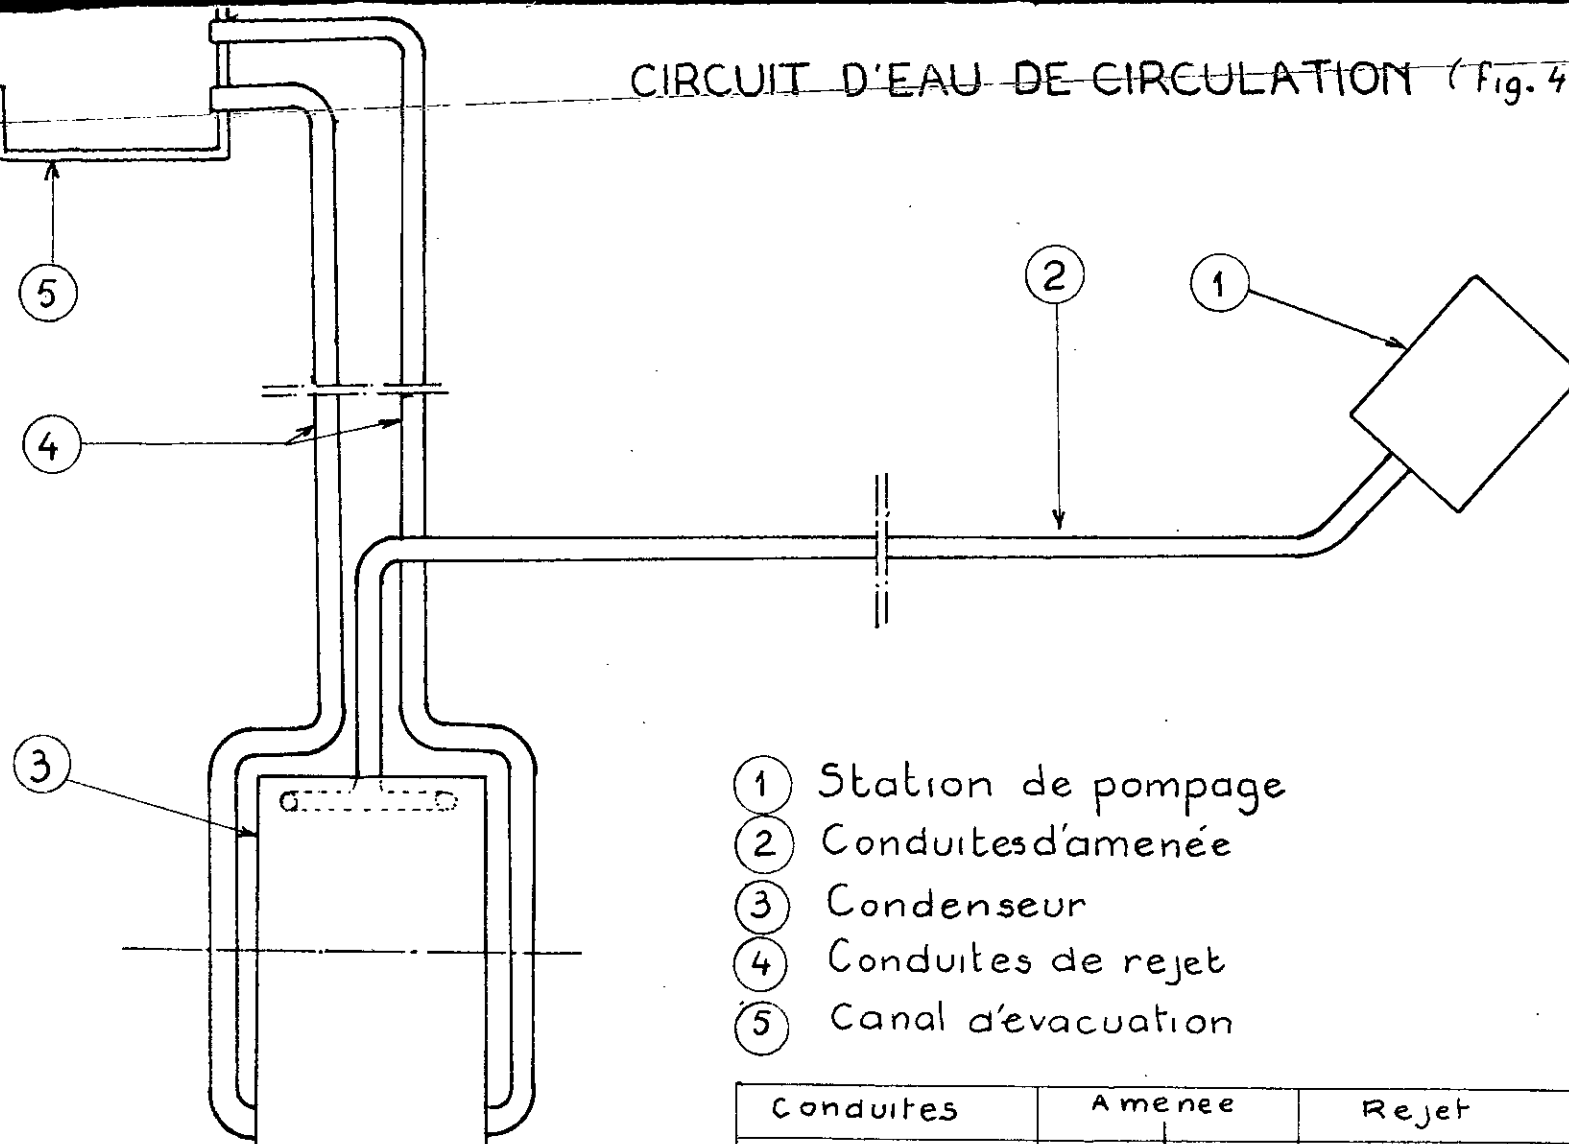 CIRCUIT D'EAU DE CIRCULATION (Fig. 4
5
2
1
4
3
1 Station de pompage
2 Conduites d'amenée
3 Condenseur
4 Conduites de rejet
5 Canal d'évacuation
Conduites Amenee Rejet